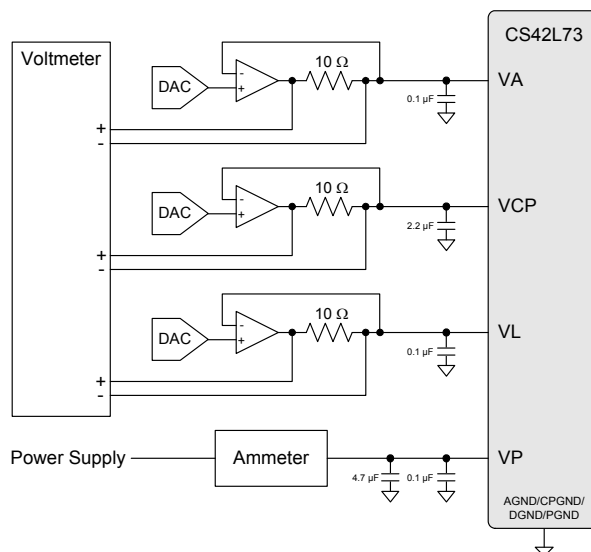 CS42L73
Voltmeter
10 Ω
DAC
-
+
VA
0.1 µF
+
-
10 Ω
DAC
-
+
VCP
2.2 µF
+
-
10 Ω
DAC
-
+
VL
0.1 µF
+
-
Power Supply
Ammeter
VP
4.7 µF
0.1 µF
AGND/CPGND/
DGND/PGND